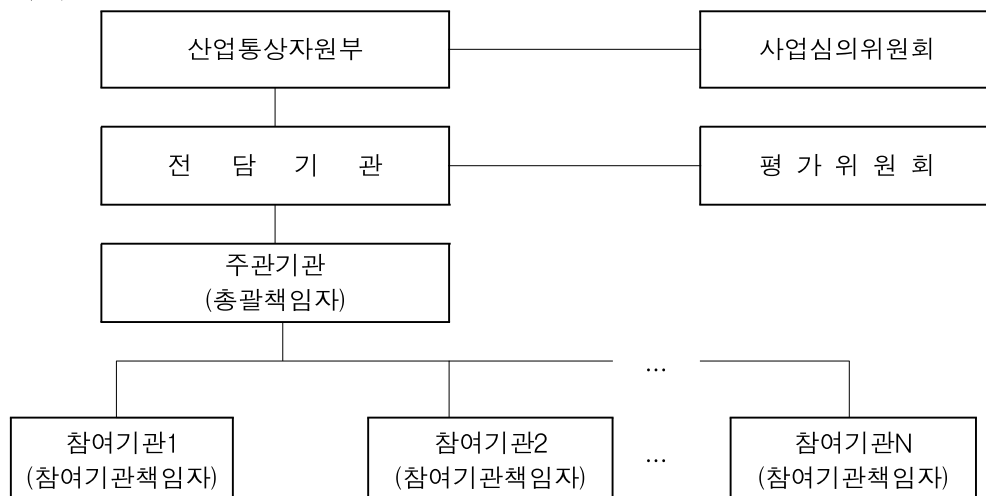 산업통상자원부
사업심의위원회
전 담 기 관
평 가 위 원 회
주관기관
(총괄책임자)
...
참여기관1
(참여기관책임자)
참여기관2
(참여기관책임자)
...
참여기관N
(참여기관책임자)